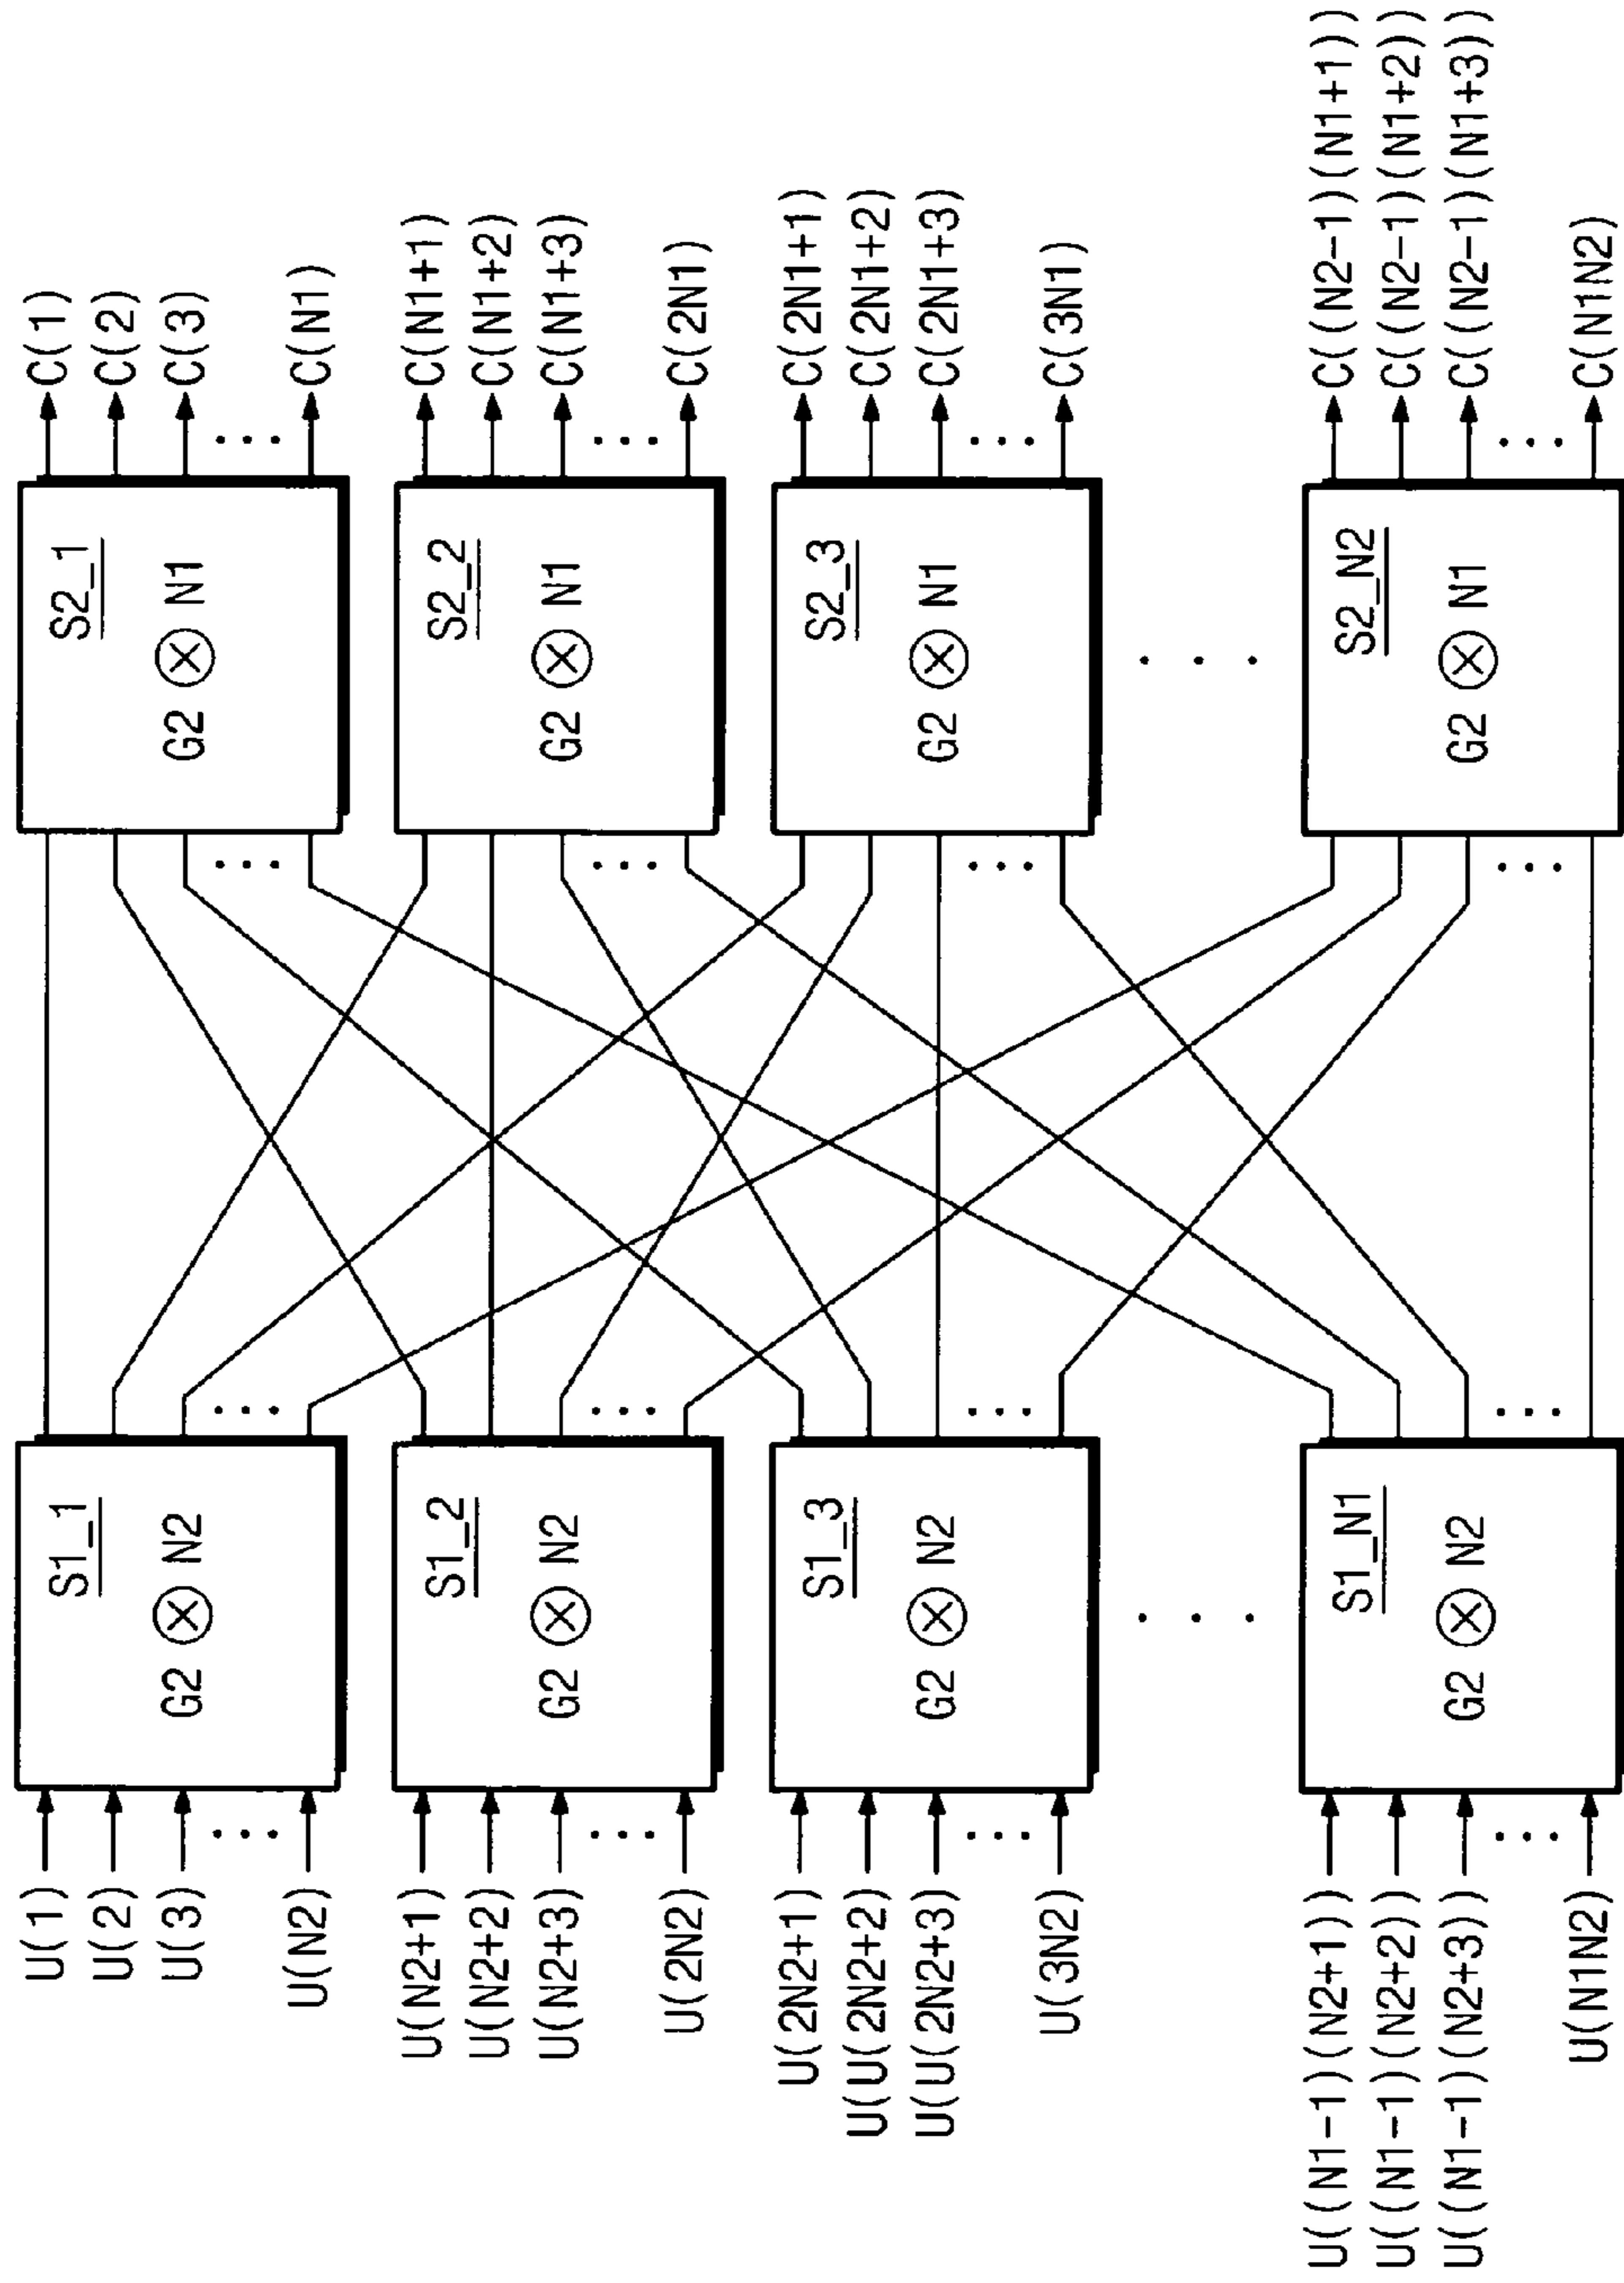 U(1)
U(2)
U(3)
U(N2)
U(N2+1)
U(N2+2)
U(N2+3)
U(2N2)
U(2N2+1)
U(U(2N2+2)
U(U(2N2+3)
U(3N2)
U((N1-1)(N2+1))
U((N1-1)(N2+2))
U((N1-1)(N2+3))
U(N1N2)
S1_1
G2 ⊗ N2
S1_2
G2 ⊗ N2
S1_3
G2 ⊗ N2
S1_N1
G2 ⊗ N2
S2_1
G2 ⊗ N1
S2_2
G2 ⊗ N1
S2_3
G2 ⊗ N1
S2_N2
G2 ⊗ N1
C(1)
C(2)
C(3)
C(N1)
C(N1+1)
C(N1+2)
C(N1+3)
C(2N1)
C(2N1+1)
C(2N1+2)
C(2N1+3)
C(3N1)
C((N2-1)(N1+1))
C((N2-1)(N1+2))
C((N2-1)(N1+3))
C(N1N2)